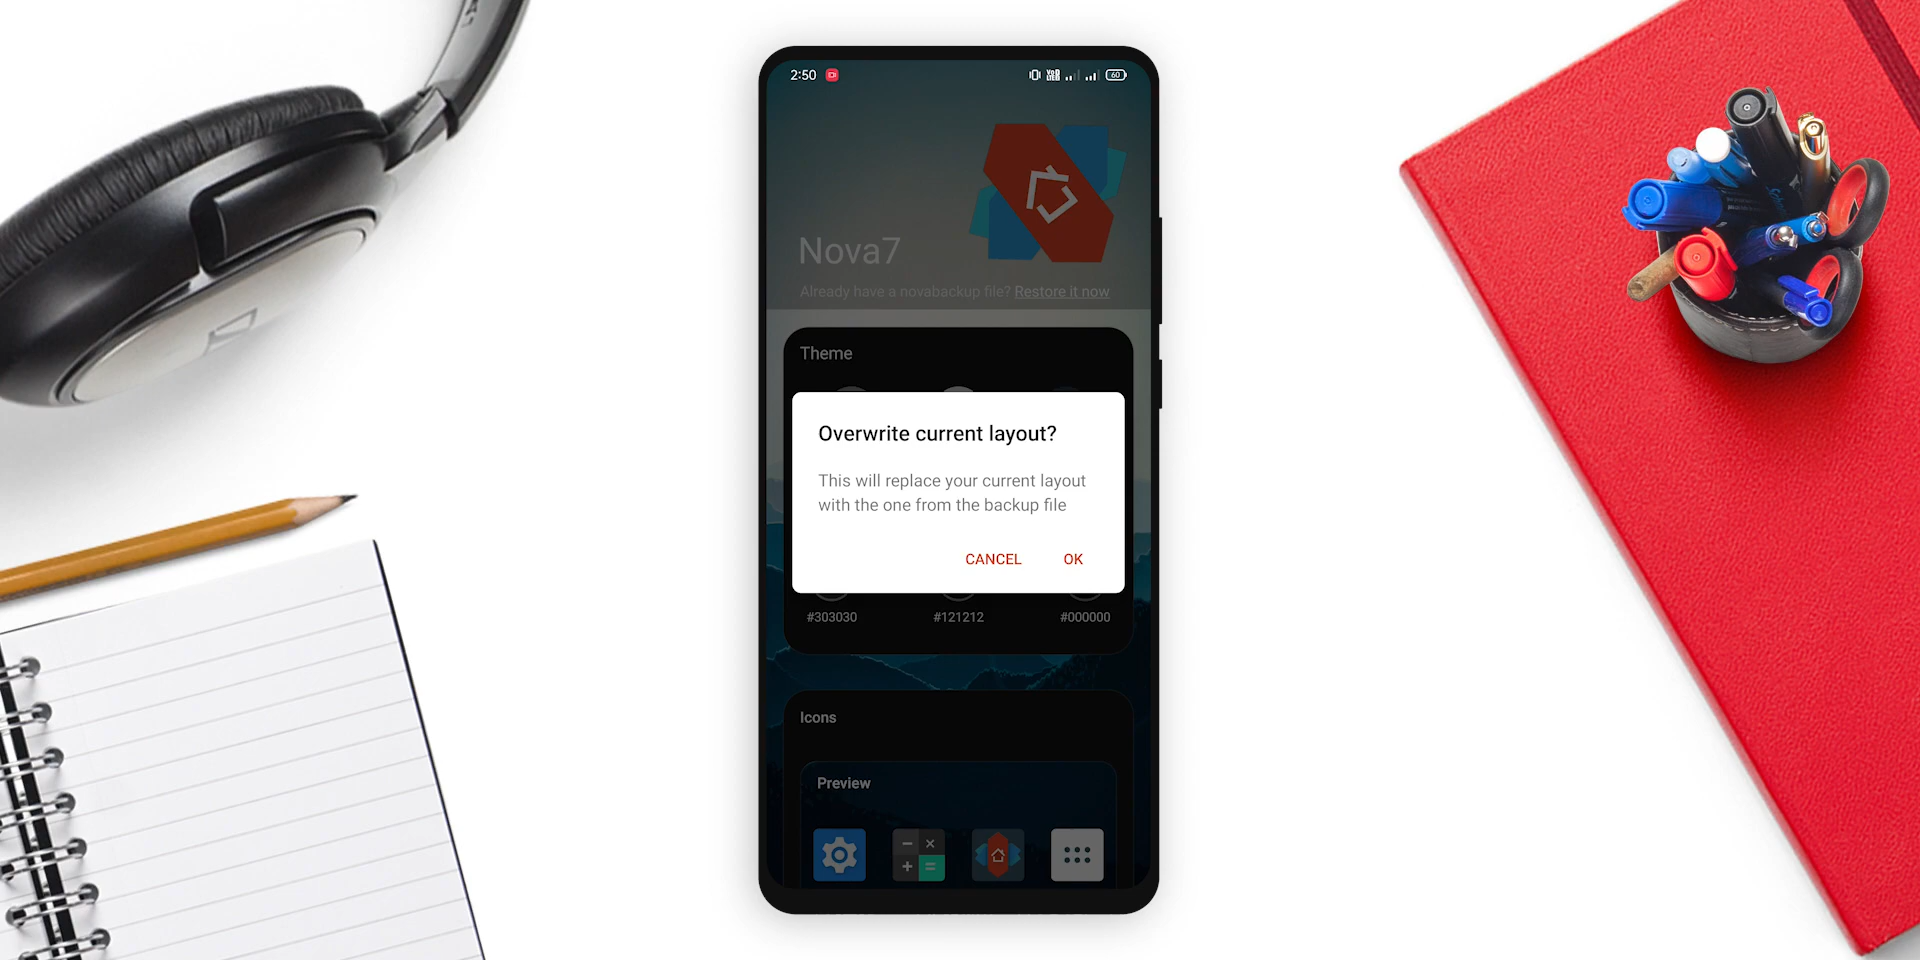 2:50
60
Nova7
Already have a novabackup file? Restore it now
Theme
Overwrite current layout?
This will replace your current layout
with the one from the backup file
CANCEL OK
#303030 #121212 #000000
Icons
Preview